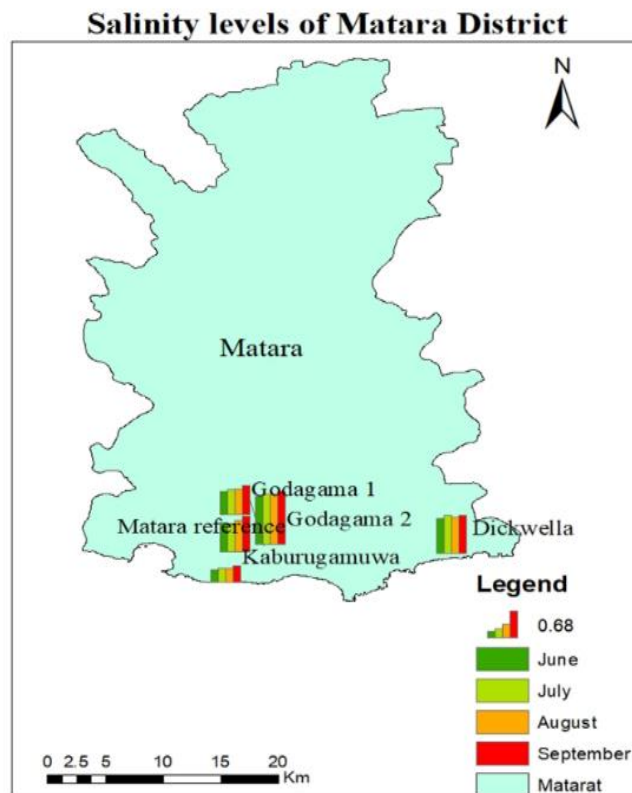 Salinity levels of Matara District
N
Matara
Godagama 1
Matara reference
Godagama 2
Dickwella
Kaburugamuwa
Legend
0.68
June
July
August
September
Matarat
0 2.5 5 10 15 20
Km